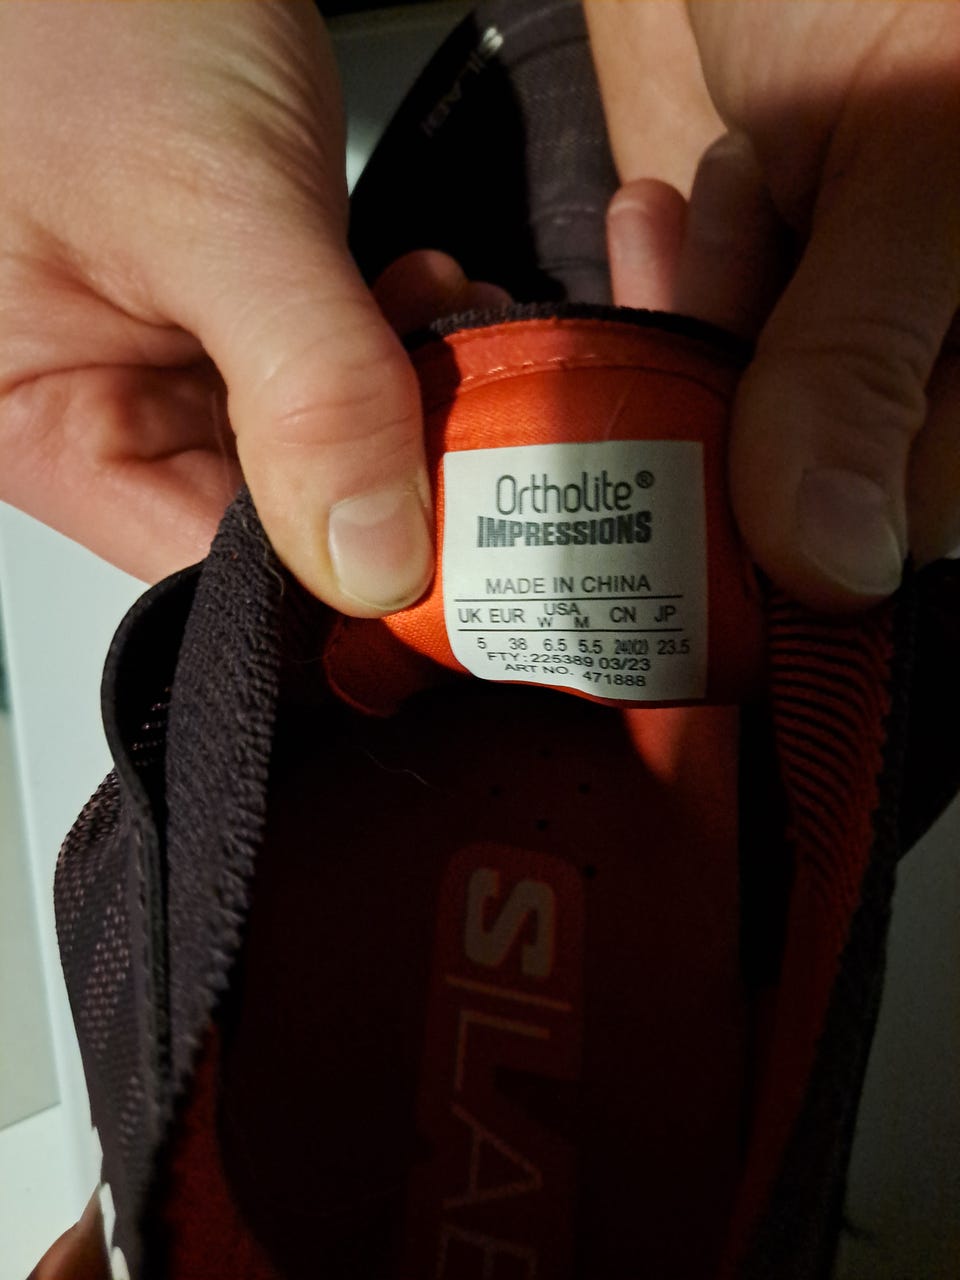 Ortholite®
IMPRESSIONS
MADE IN CHINA
UK EUR USA CN JP
W M
5 38 6.5 5.5 240(2) 23.5
FTY:225389 03/23
ART NO. 471888
S|LAB